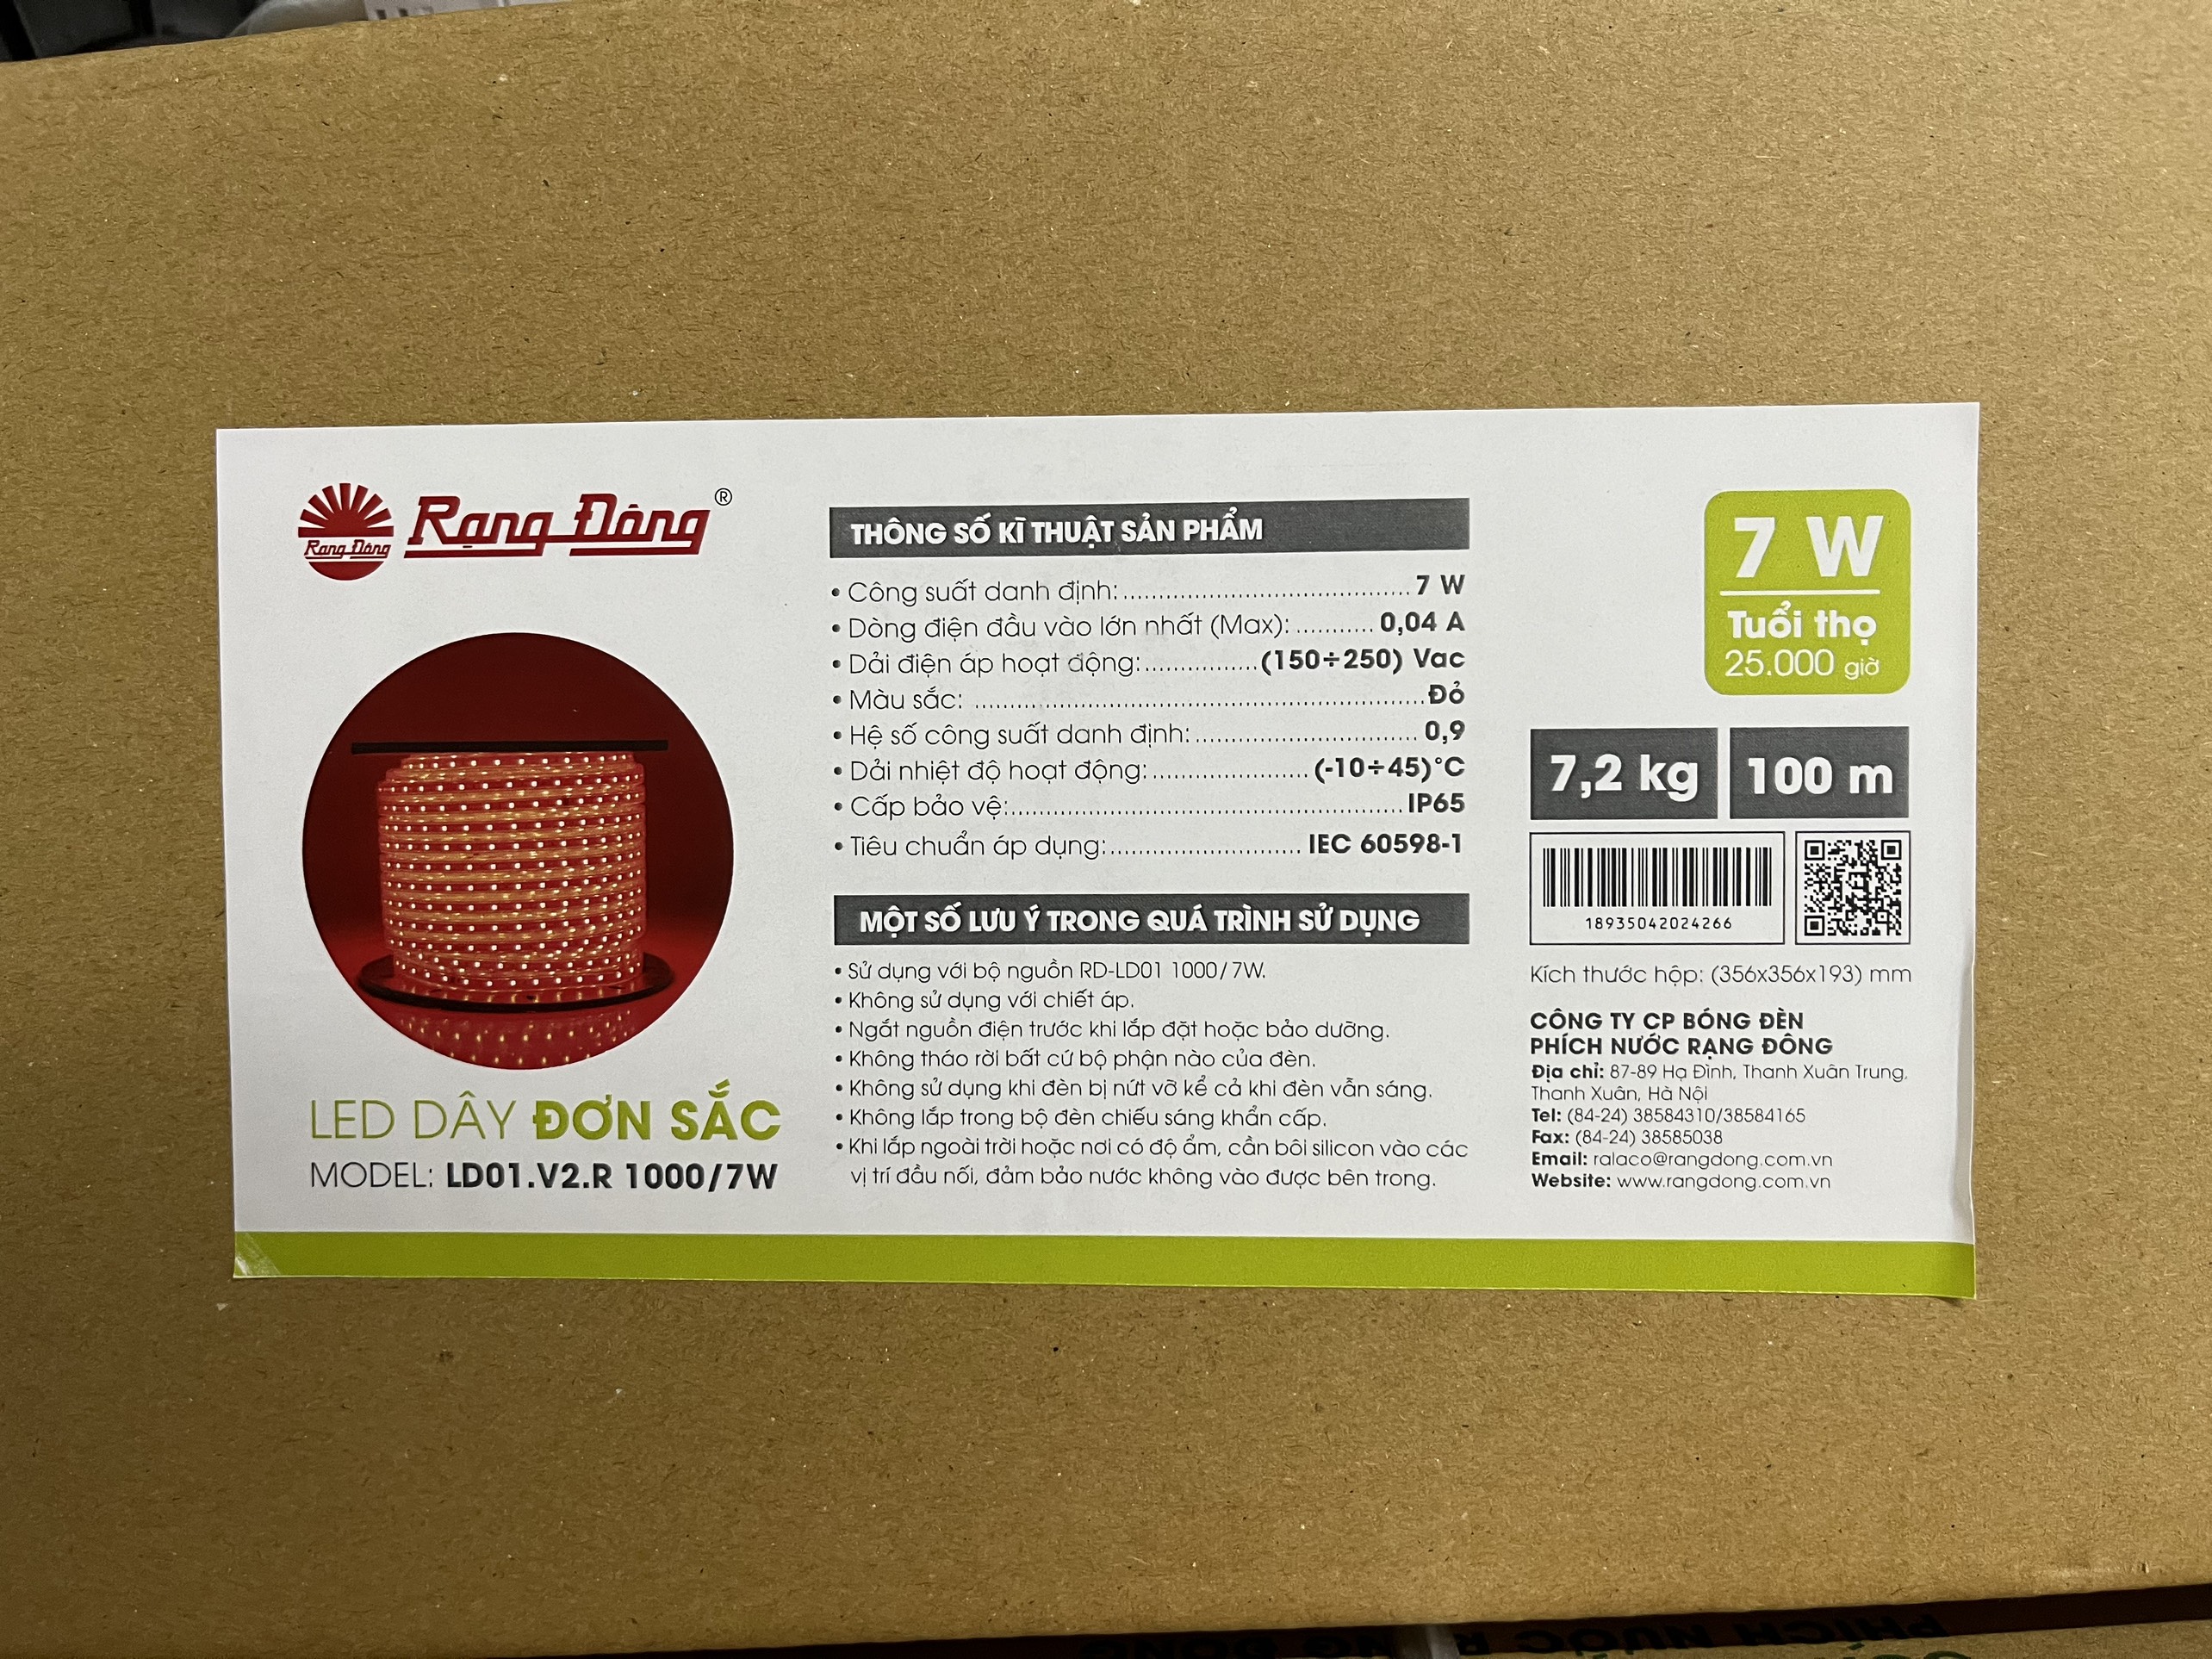 Rạng Đông
Rạng Đông®
THÔNG SỐ KĨ THUẬT SẢN PHẨM
• Công suất danh định:........................................ 7 W
• Dòng điện đầu vào lớn nhất (Max): ........... 0,04 A
• Dải điện áp hoạt động:................(150÷250) Vac
• Màu sắc: ...............................................................Đỏ
• Hệ số công suất danh định:............................... 0,9
• Dải nhiệt độ hoạt động:...................... (-10÷45)°C
• Cấp bảo vệ:.......................................................IP65
• Tiêu chuẩn áp dụng:........................... IEC 60598-1
MỘT SỐ LƯU Ý TRONG QUÁ TRÌNH SỬ DỤNG
• Sử dụng với bộ nguồn RD-LD01 1000/7W.
• Không sử dụng với chiết áp.
• Ngắt nguồn điện trước khi lắp đặt hoặc bảo dưỡng.
• Không tháo rời bất cứ bộ phận nào của đèn.
• Không sử dụng khi đèn bị nứt vỡ kể cả khi đèn vẫn sáng.
• Không lắp trong bộ đèn chiếu sáng khẩn cấp.
• Khi lắp ngoài trời hoặc nơi có độ ẩm, cần bôi silicon vào các
vị trí đầu nối, đảm bảo nước không vào được bên trong.
LED DÂY ĐƠN SẮC
MODEL: LD01.V2.R 1000/7W
7 W
Tuổi thọ
25.000 giờ
7,2 kg
100 m
18935042024266
Kích thước hộp: (356x356x193) mm
CÔNG TY CP BÓNG ĐÈN
PHÍCH NƯỚC RẠNG ĐÔNG
Địa chỉ: 87-89 Hạ Đình, Thanh Xuân Trung,
Thanh Xuân, Hà Nội
Tel: (84-24) 38584310/38584165
Fax: (84-24) 38585038
Email: ralaco@rangdong.com.vn
Website: www.rangdong.com.vn
PHÍCH NƯỚC